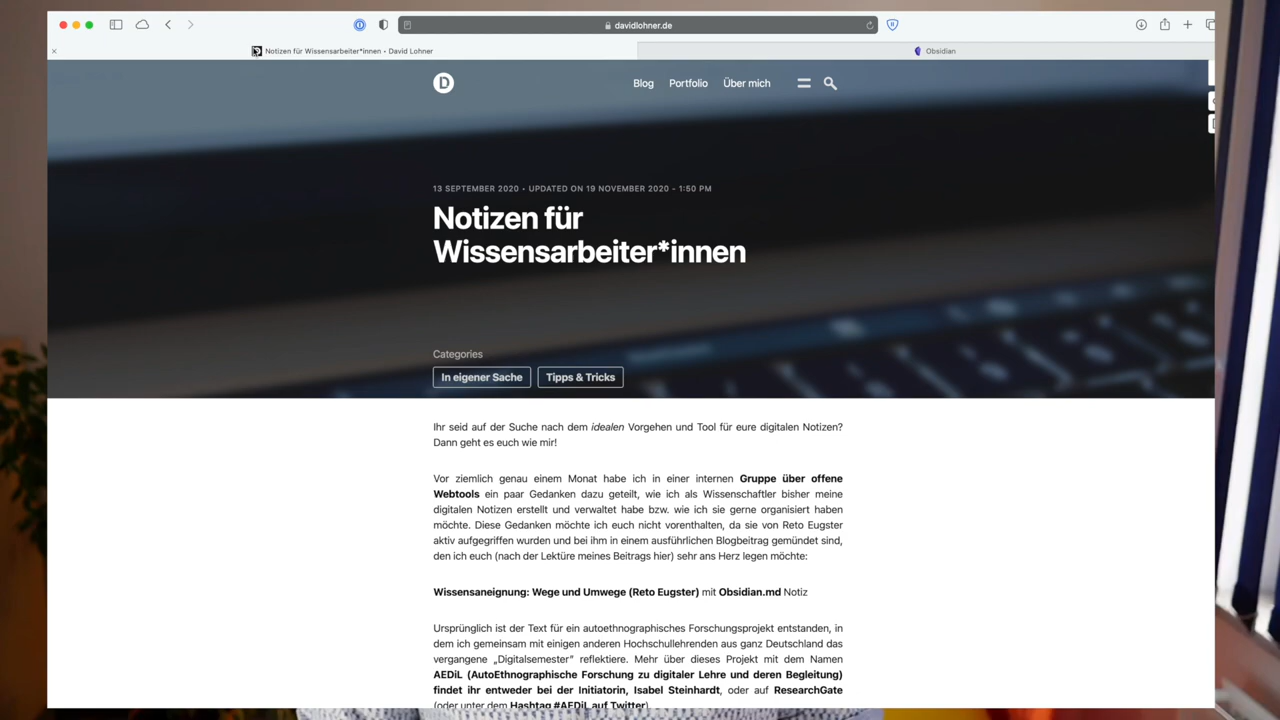 davidlohner.de
Notizen für Wissensarbeiter*innen • David Lohner
Obsidian
D
Blog Portfolio Über mich
13 SEPTEMBER 2020 • UPDATED ON 19 NOVEMBER 2020 - 1:50 PM
Notizen für
Wissensarbeiter*innen
Categories
In eigener Sache Tipps & Tricks
Ihr seid auf der Suche nach dem idealen Vorgehen und Tool für eure digitalen Notizen?
Dann geht es euch wie mir!
Vor ziemlich genau einem Monat habe ich in einer internen Gruppe über offene
Webtools ein paar Gedanken dazu geteilt, wie ich als Wissenschaftler bisher meine
digitalen Notizen erstellt und verwaltet habe bzw. wie ich sie gerne organisiert haben
möchte. Diese Gedanken möchte ich euch nicht vorenthalten, da sie von Reto Eugster
aktiv aufgegriffen wurden und bei ihm in einem ausführlichen Blogbeitrag gemündet sind,
den ich euch (nach der Lektüre meines Beitrags hier) sehr ans Herz legen möchte:
Wissensaneignung: Wege und Umwege (Reto Eugster) mit Obsidian.md Notiz
Ursprünglich ist der Text für ein autoethnographisches Forschungsprojekt entstanden, in
dem ich gemeinsam mit einigen anderen Hochschullehrenden aus ganz Deutschland das
vergangene „Digitalsemester" reflektiere. Mehr über dieses Projekt mit dem Namen
AEDiL (AutoEthnographische Forschung zu digitaler Lehre und deren Begleitung)
findet ihr entweder bei der Initiatorin, Isabel Steinhardt, oder auf ResearchGate
(oder unter dem Hashtag #AEDiL auf Twitter).